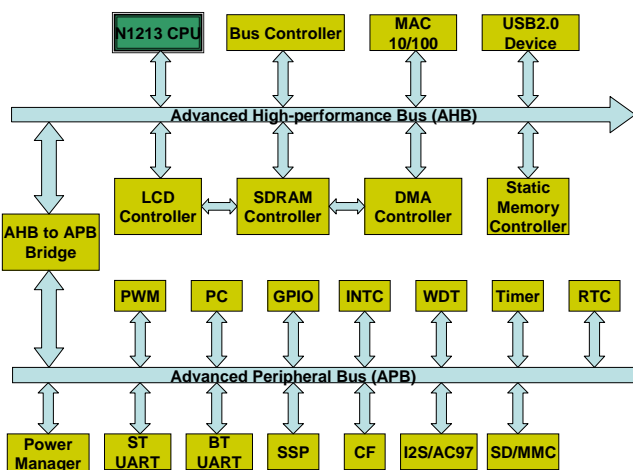 N1213 CPU
Bus Controller
MAC
10/100
USB2.0
Device
Advanced High-performance Bus (AHB)
LCD
Controller
SDRAM
Controller
DMA
Controller
Static
Memory
Controller
AHB to APB
Bridge
PWM
PC
GPIO
INTC
WDT
Timer
RTC
Advanced Peripheral Bus (APB)
Power
Manager
ST
UART
BT
UART
SSP
CF
I2S/AC97
SD/MMC